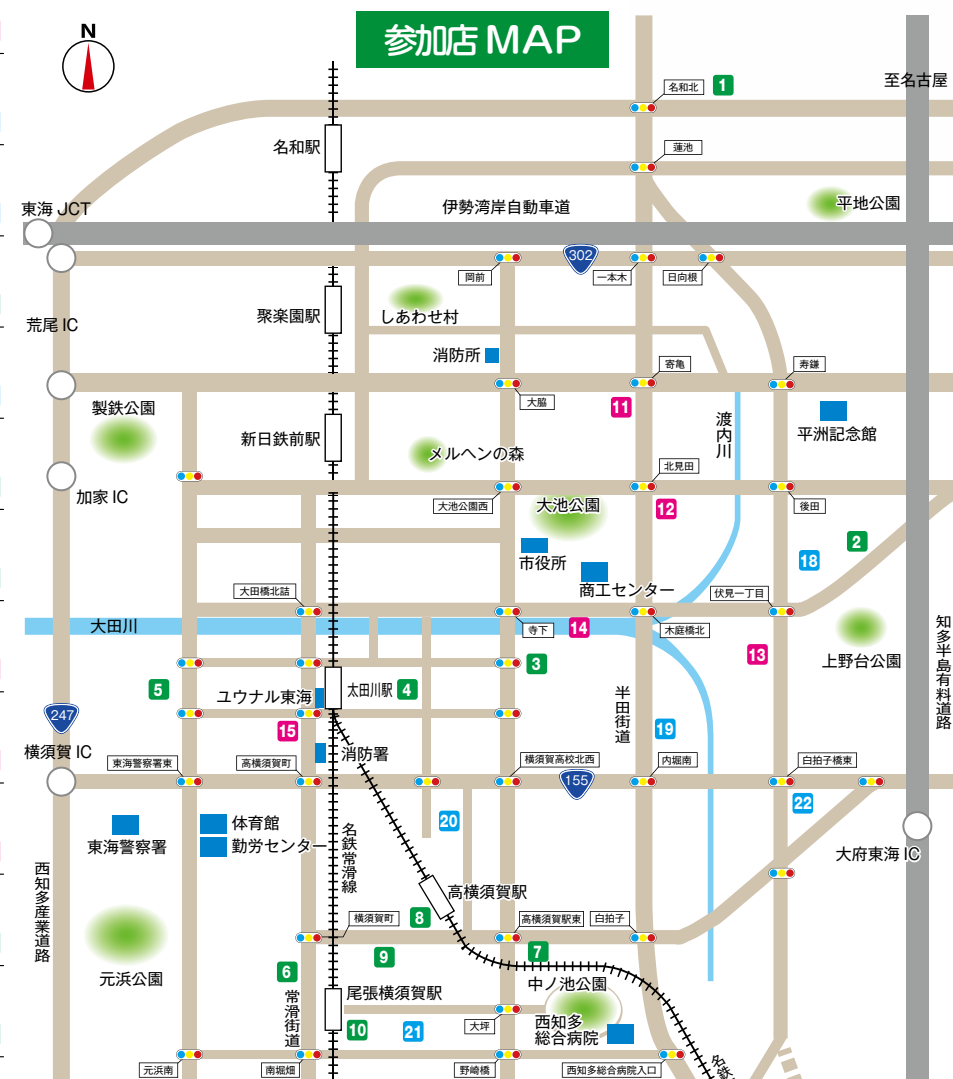 参加店 MAP
N
名和北
1
至名古屋
名和駅
蓮池
平地公園
東海 JCT
伊勢湾岸自動車道
302
岡前
一本木
日向根
しあわせ村
聚楽園駅
荒尾 IC
消防所
寄亀
寿鎌
製鉄公園
大脇
11
渡内川
平洲記念館
新日鉄前駅
メルヘンの森
北見田
加家 IC
大池公園西
大池公園
12
後田
2
市役所
18
商工センター
大田橋北詰
伏見一丁目
大田川
寺下
14
木庭橋北
知多半島有料道路
13
上野台公園
3
5
ユウナル東海
太田川駅
4
半田街道
247
15
19
横須賀 IC
消防署
東海警察署東
高横須賀町
横須賀高校北西
155
内堀南
白拍子橋東
22
20
体育館
東海警察署
勤労センター
名鉄常滑線
大府東海 IC
西知多産業道路
高横須賀駅
横須賀町
8
高横須賀駅東
白拍子
9
7
元浜公園
6
中ノ池公園
尾張横須賀駅
常滑街道
10
21
大坪
西知多
総合病院
元浜南
南堀畑
野崎橋
西知多総合病院入口
名鉄